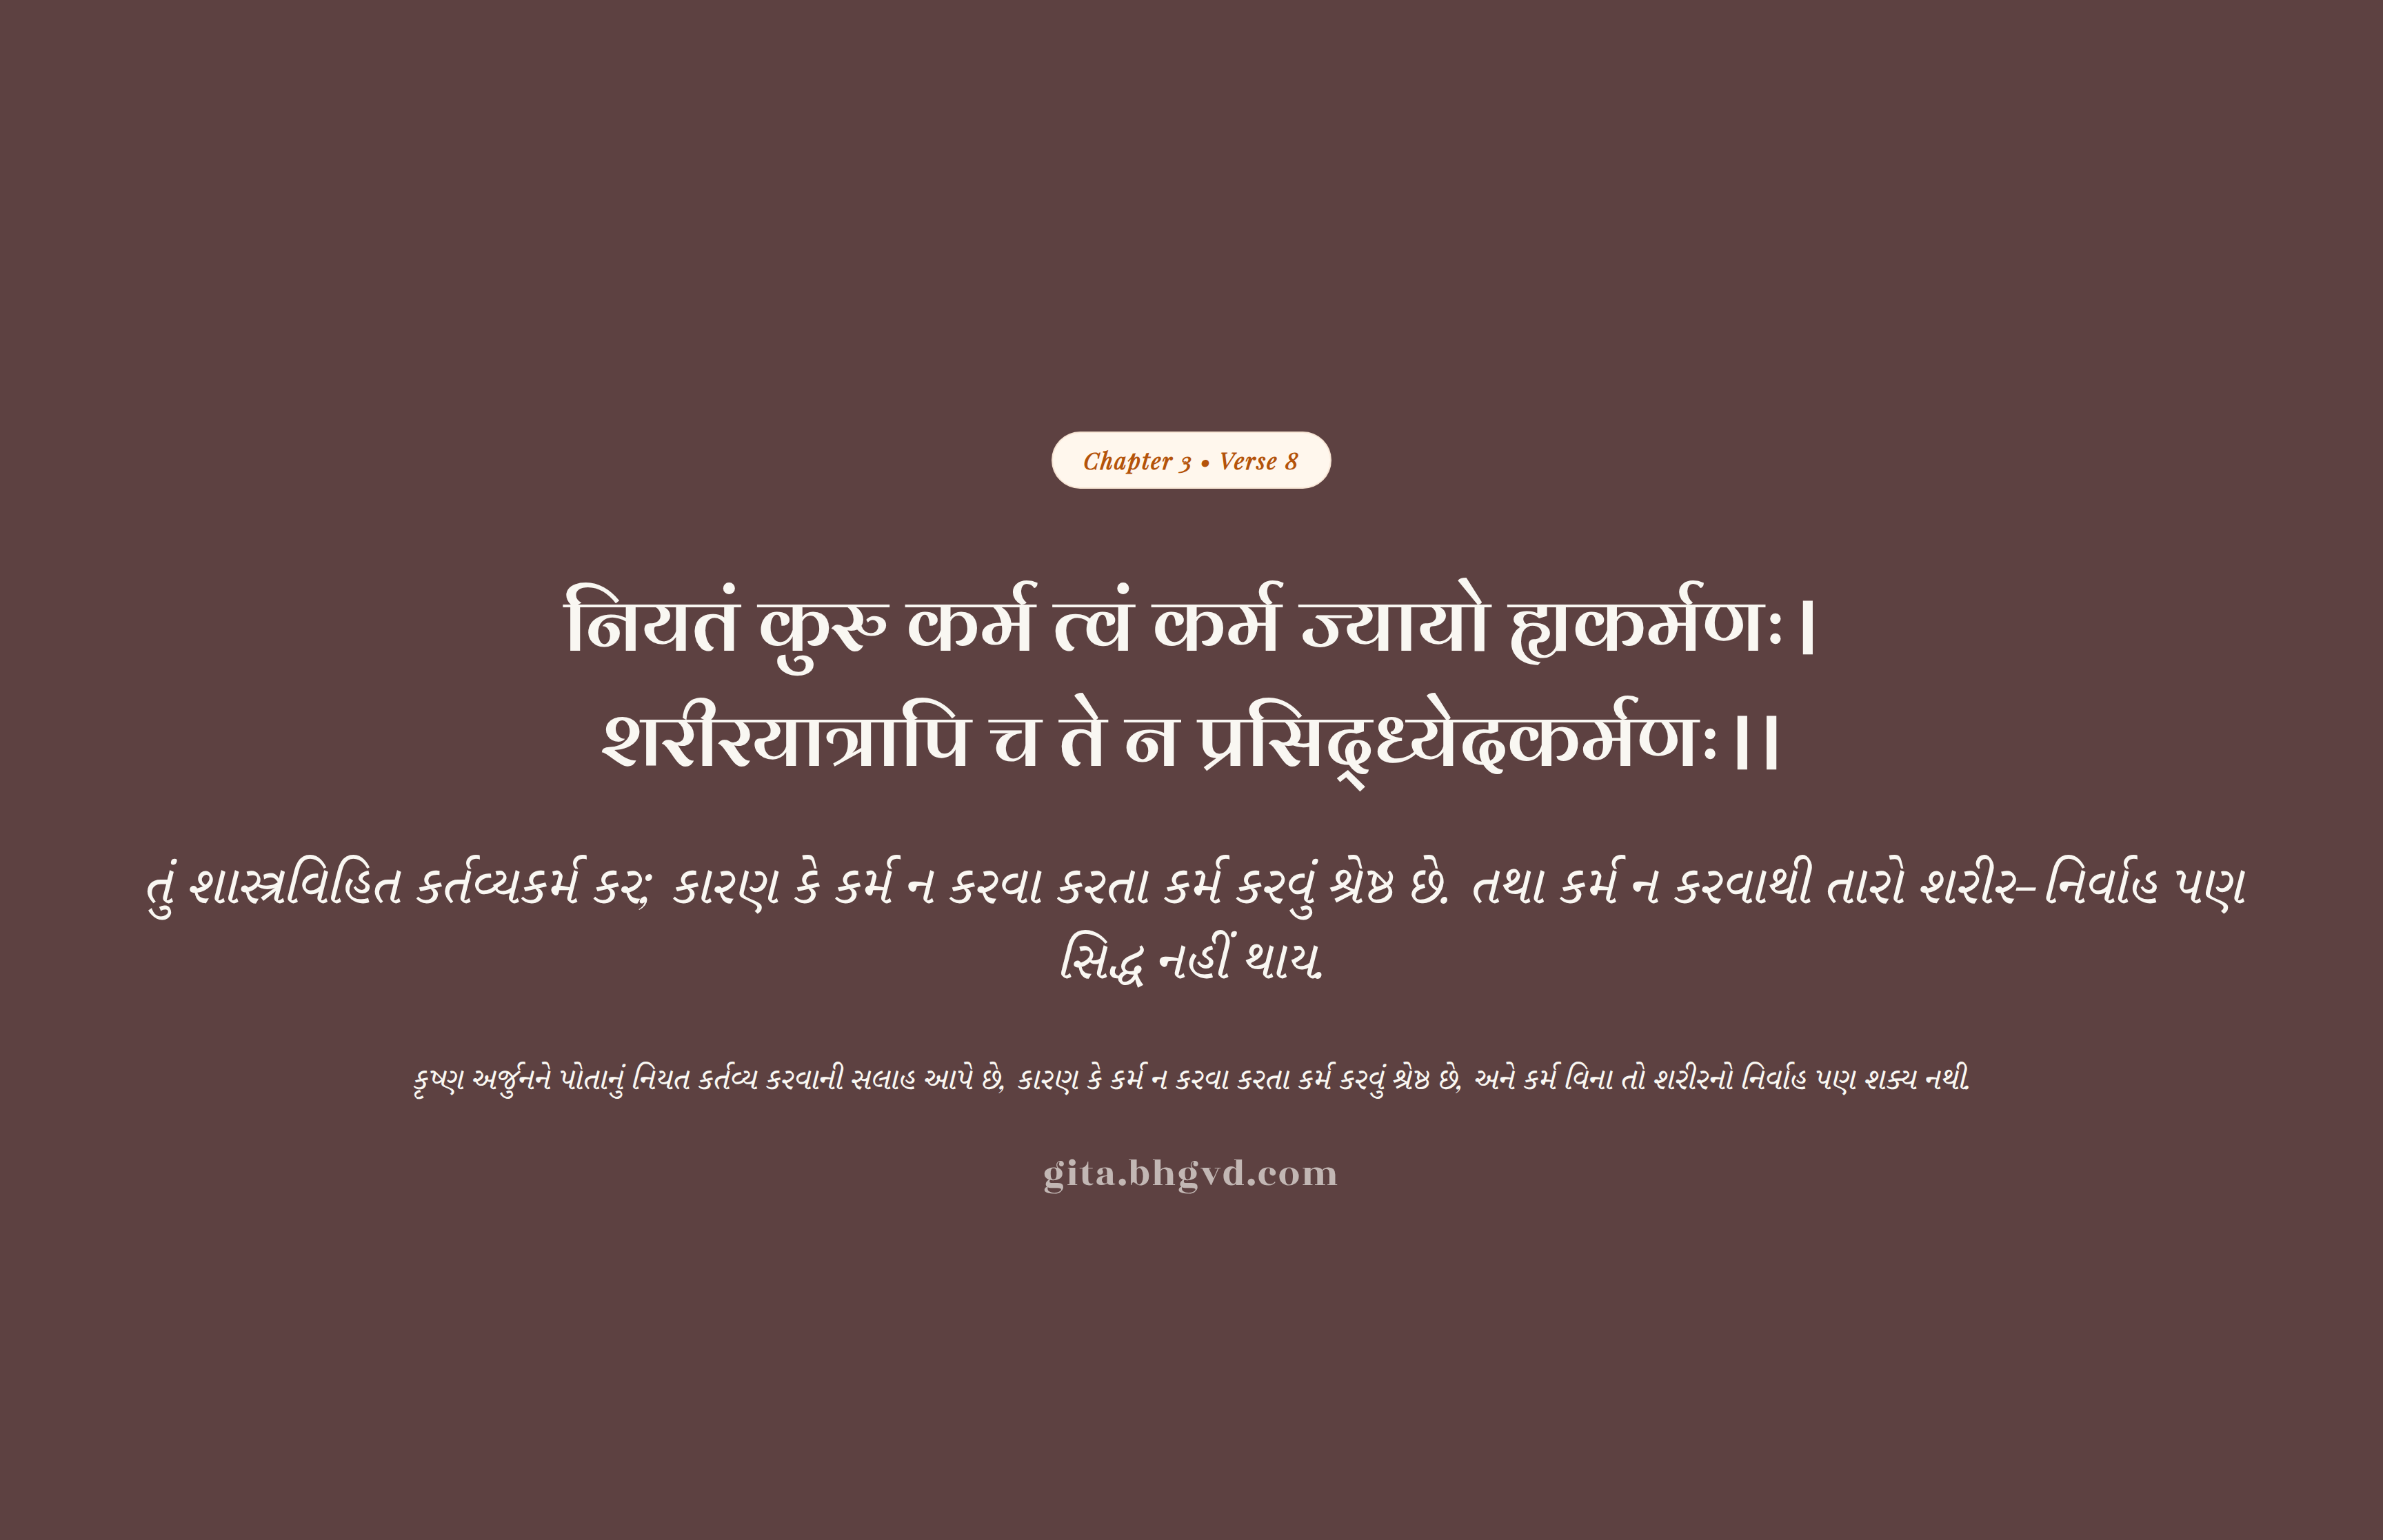 Chapter 3 • Verse 8
नियतं कुरु कर्म त्वं कर्म ज्यायो ह्यकर्मणः।
शरीरयात्रापि च ते न प्रसिद्ध्येदकर्मणः।।
તું શાસ્ત્રવિહિત કર્તવ્યકર્મ કર; કારણ કે કર્મ ન કરવા કરતા કર્મ કરવું શ્રેષ્ઠ છે. તથા કર્મ ન કરવાથી તારો શરીર–નિર્વાહ પણ
સિદ્ધ નહીં થાય.
કૃષ્ણ અર્જુનને પોતાનું નિયત કર્તવ્ય કરવાની સલાહ આપે છે, કારણ કે કર્મ ન કરવા કરતા કર્મ કરવું શ્રેષ્ઠ છે, અને કર્મ વિના તો શરીરનો નિર્વાહ પણ શક્ય નથી.
gita.bhgvd.com